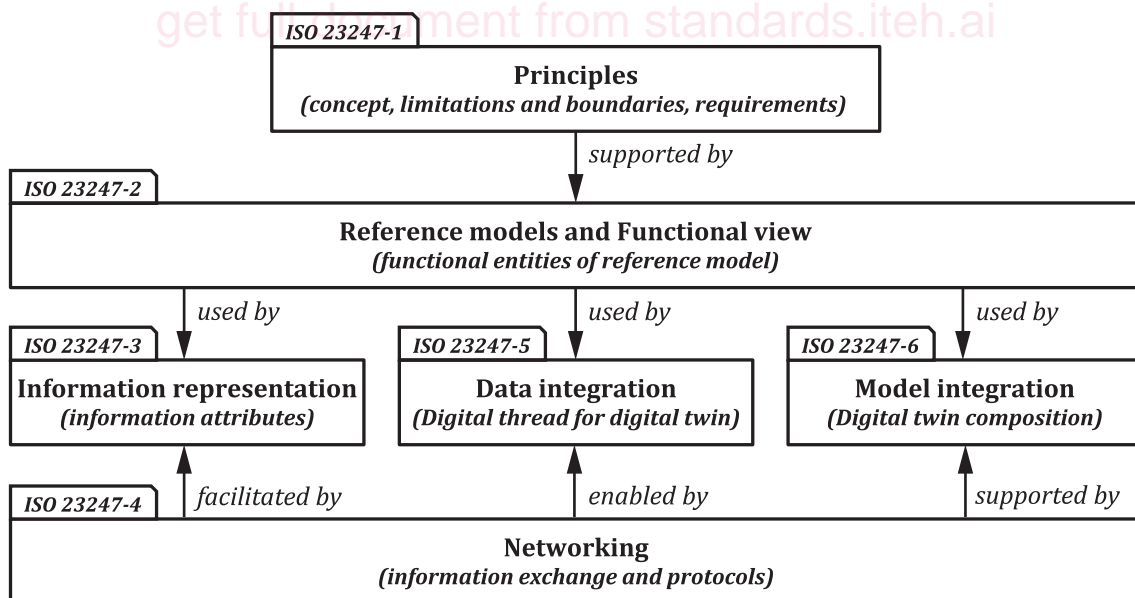 get full document from standards.iteh.ai
ISO 23247-1
Principles
(concept, limitations and boundaries, requirements)
supported by
ISO 23247-2
Reference models and Functional view
(functional entities of reference model)
used by
used by
used by
ISO 23247-3
ISO 23247-5
ISO 23247-6
Information representation
(information attributes)
Data integration
(Digital thread for digital twin)
Model integration
(Digital twin composition)
ISO 23247-4
facilitated by
enabled by
supported by
Networking
(information exchange and protocols)